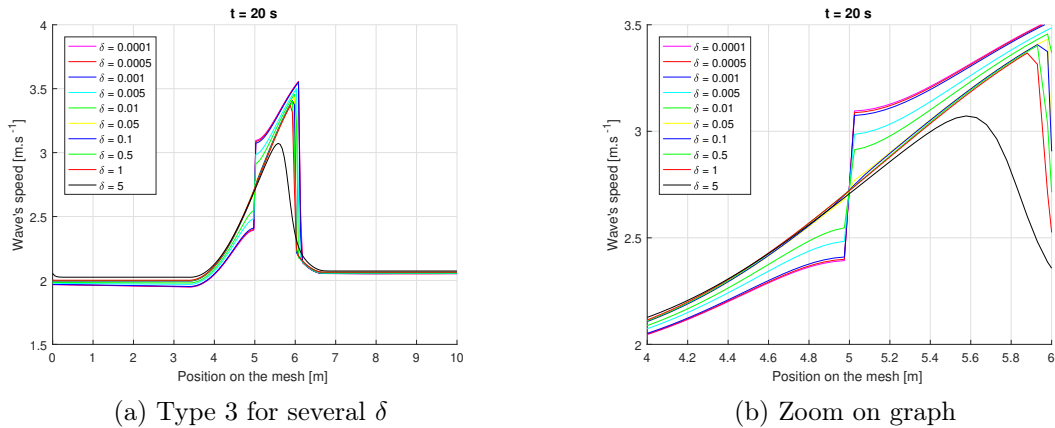 t = 20 s
Wave's speed [m.s⁻¹]
4
3.5
3
2.5
2
1.5
δ = 0.0001
δ = 0.0005
δ = 0.001
δ = 0.005
δ = 0.01
δ = 0.05
δ = 0.1
δ = 0.5
δ = 1
δ = 5
0 1 2 3 4 5 6 7 8 9 10
Position on the mesh [m]
(a) Type 3 for several δ
t = 20 s
Wave's speed [m.s⁻¹]
3.5
3
2.5
2
δ = 0.0001
δ = 0.0005
δ = 0.001
δ = 0.005
δ = 0.01
δ = 0.05
δ = 0.1
δ = 0.5
δ = 1
δ = 5
4 4.2 4.4 4.6 4.8 5 5.2 5.4 5.6 5.8 6
Position on the mesh [m]
(b) Zoom on graph